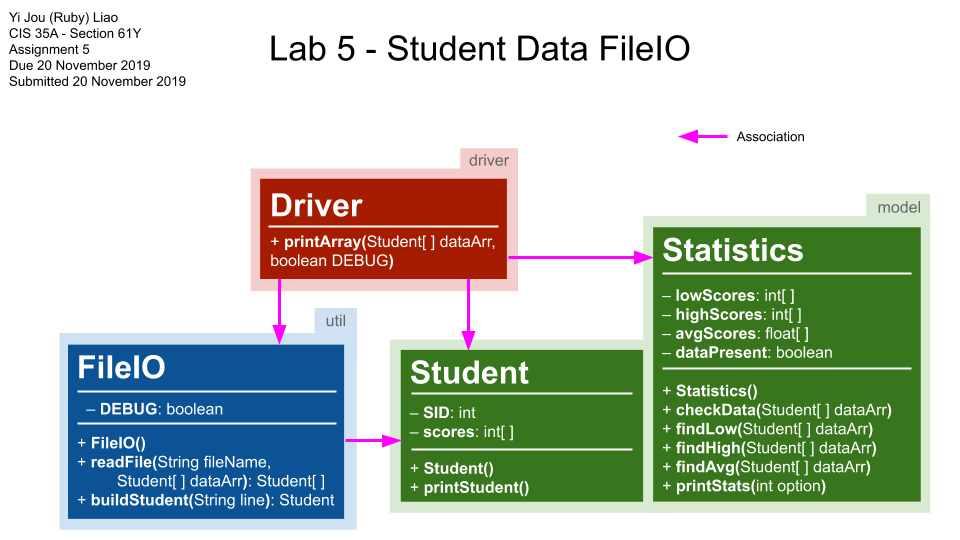 Yi Jou (Ruby) Liao
CIS 35A - Section 61Y
Assignment 5
Due 20 November 2019
Submitted 20 November 2019
Lab 5 - Student Data FileIO
Association
driver
Driver
+ printArray(Student[ ] dataArr,
boolean DEBUG)
util
FileIO
– DEBUG: boolean
+ FileIO()
+ readFile(String fileName,
Student[ ] dataArr): Student[ ]
+ buildStudent(String line): Student
Student
– SID: int
– scores: int[ ]
+ Student()
+ printStudent()
model
Statistics
– lowScores: int[ ]
– highScores: int[ ]
– avgScores: float[ ]
– dataPresent: boolean
+ Statistics()
+ checkData(Student[ ] dataArr)
+ findLow(Student[ ] dataArr)
+ findHigh(Student[ ] dataArr)
+ findAvg(Student[ ] dataArr)
+ printStats(int option)